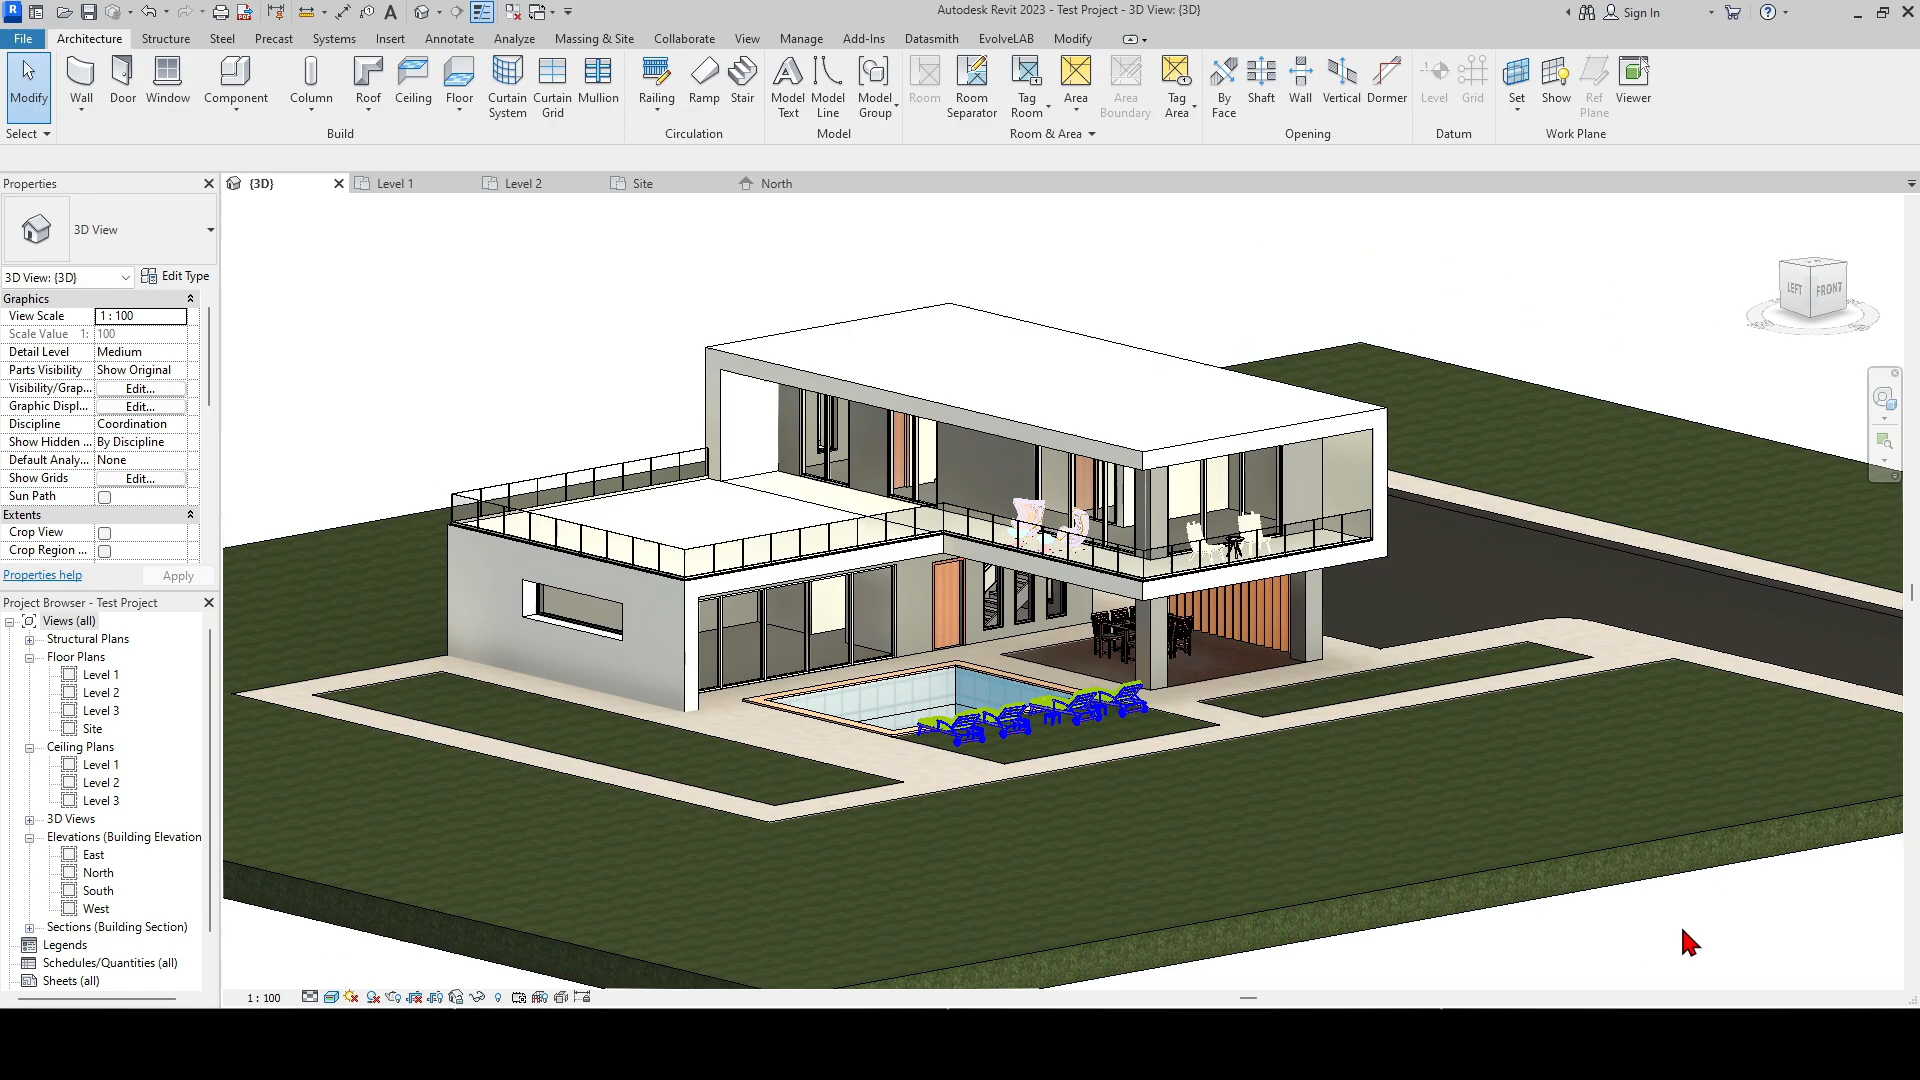 Autodesk Revit 2023 - Test Project - 3D View: {3D}
Sign In
File Architecture Structure Steel Precast Systems Insert Annotate Analyze Massing & Site Collaborate View Manage Add-Ins Datasmith EvolveLAB Modify
Modify Wall Door Window Component Column Roof Ceiling Floor Curtain System Curtain Grid Mullion Railing Ramp Stair Model Text Model Line Model Group Room Room Separator Tag Room Area Area Boundary Tag Area By Face Shaft Wall Vertical Dormer Level Grid Set Show Ref Plane Viewer
Select Build Circulation Model Room & Area Opening Datum Work Plane
Properties
{3D} Level 1 Level 2 Site North
3D View
3D View: {3D} Edit Type
Graphics
View Scale 1 : 100
Scale Value 1: 100
Detail Level Medium
Parts Visibility Show Original
Visibility/Grap... Edit...
Graphic Displ... Edit...
Discipline Coordination
Show Hidden ... By Discipline
Default Analy... None
Show Grids Edit...
Sun Path
Extents
Crop View
Crop Region ...
Properties help Apply
LEFT FRONT
Project Browser - Test Project
Views (all)
Structural Plans
Floor Plans
Level 1
Level 2
Level 3
Site
Ceiling Plans
Level 1
Level 2
Level 3
3D Views
Elevations (Building Elevation
East
North
South
West
Sections (Building Section)
Legends
Schedules/Quantities (all)
Sheets (all)
1 : 100